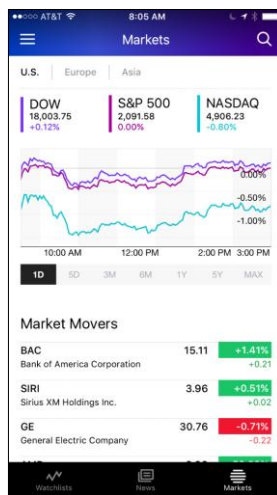 AT&T 8:05 AM
Markets
U.S. Europe Asia
DOW S&P 500 NASDAQ
18,003.75 2,091.58 4,906.23
+0.12% 0.00% -0.80%
0.00%
-0.50%
-1.00%
10:00 AM 12:00 PM 2:00 PM 3:00 PM
1D 5D 3M 6M 1Y 5Y MAX
Market Movers
BAC 15.11 +1.41%
Bank of America Corporation +0.21
SIRI 3.96 +0.51%
Sirius XM Holdings Inc. +0.02
GE 30.76 -0.71%
General Electric Company -0.22
Watchlists News Markets